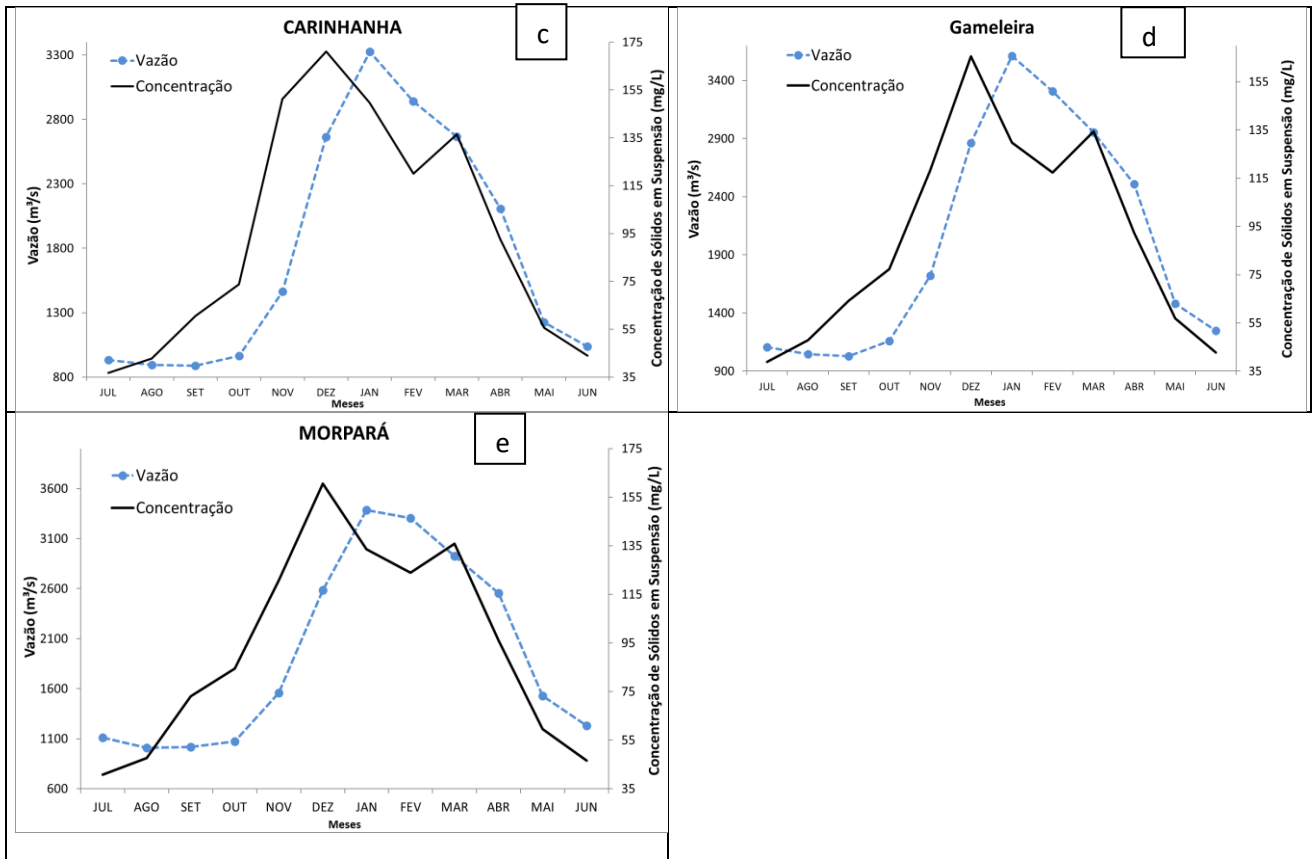 CARINHANHA
c
Vazão
Concentração
3300
2800
2300
1800
1300
800
Vazão (m³/s)
175
155
135
115
95
75
55
35
Concentração de Sólidos em Suspensão (mg/L)
JUL AGO SET OUT NOV DEZ JAN FEV MAR ABR MAI JUN
Meses
Gameleira
d
Vazão
Concentração
3400
2900
2400
1900
1400
900
Vazão (m³/s)
155
135
115
95
75
55
35
Concentração de Sólidos em Suspensão (mg/L)
JUL AGO SET OUT NOV DEZ JAN FEV MAR ABR MAI JUN
Meses
MORPARÁ
e
Vazão
Concentração
3600
3100
2600
2100
1600
1100
600
Vazão (m³/s)
175
155
135
115
95
75
55
35
Concentração de Sólidos em Suspensão (mg/L)
JUL AGO SET OUT NOV DEZ JAN FEV MAR ABR MAI JUN
Meses